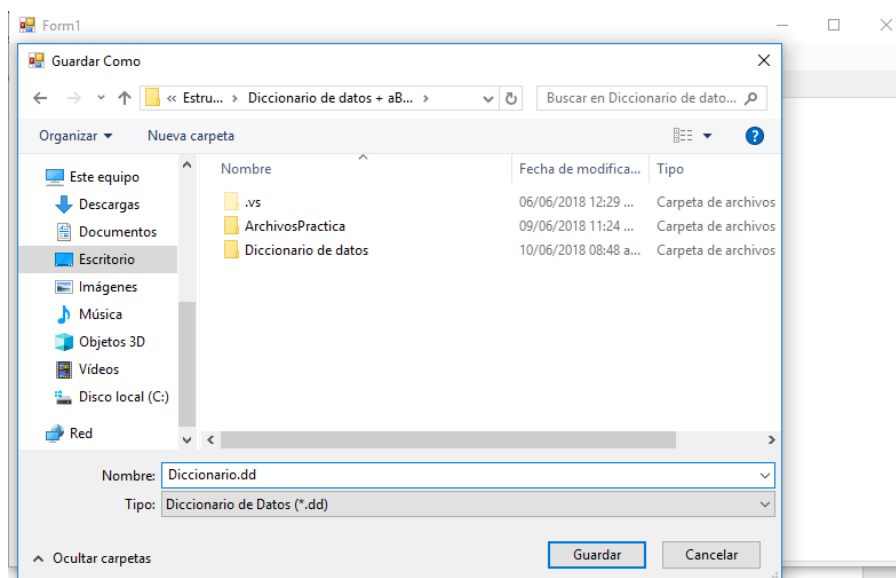 Form1
Guardar Como
« Estru... > Diccionario de datos + aB... >
Buscar en Diccionario de dato...
Organizar Nueva carpeta
Este equipo
Descargas
Documentos
Escritorio
Imágenes
Música
Objetos 3D
Vídeos
Disco local (C:)
Red
Nombre Fecha de modifica... Tipo
.vs 06/06/2018 12:29 ... Carpeta de archivos
ArchivosPractica 09/06/2018 11:24 ... Carpeta de archivos
Diccionario de datos 10/06/2018 08:48 a... Carpeta de archivos
Nombre: Diccionario.dd
Tipo: Diccionario de Datos (*.dd)
Ocultar carpetas
Guardar Cancelar